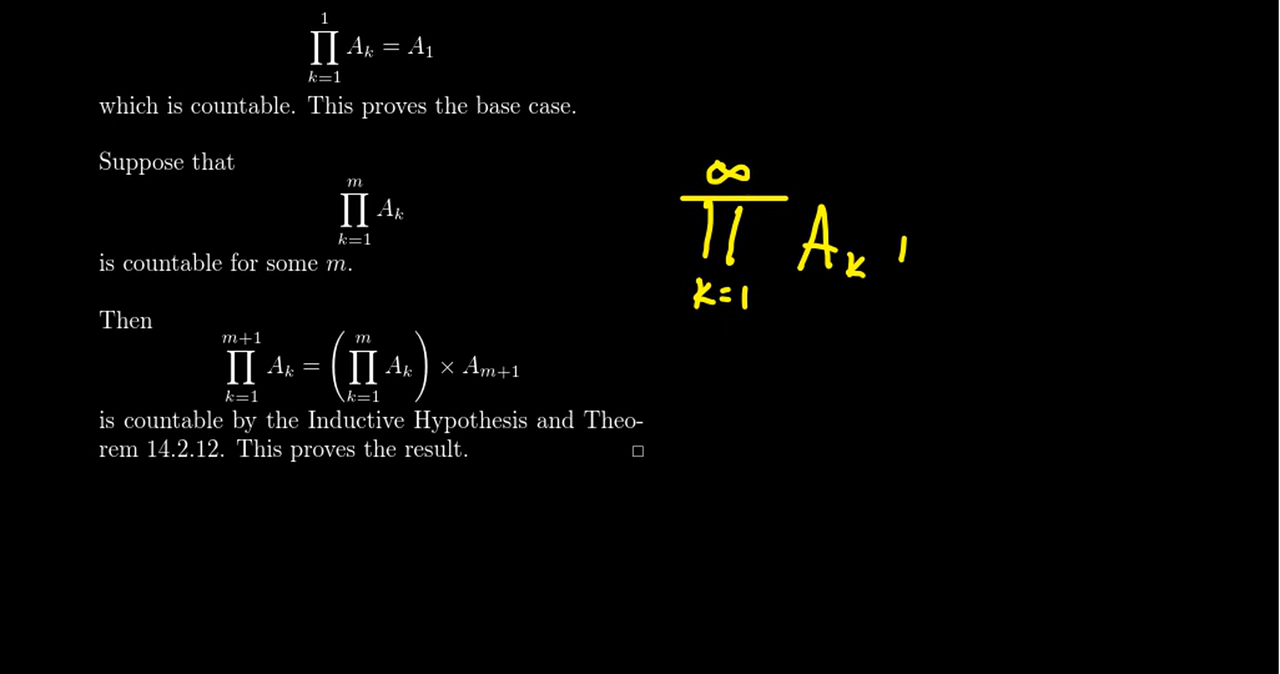 1
∏ A_k = A_1
k=1
which is countable. This proves the base case.
Suppose that
m
∏ A_k
k=1
is countable for some m.
Then
m+1 m
∏ A_k = ( ∏ A_k ) × A_{m+1}
k=1 k=1
is countable by the Inductive Hypothesis and Theo-
rem 14.2.12. This proves the result. □
∞
∏ A_k
k=1